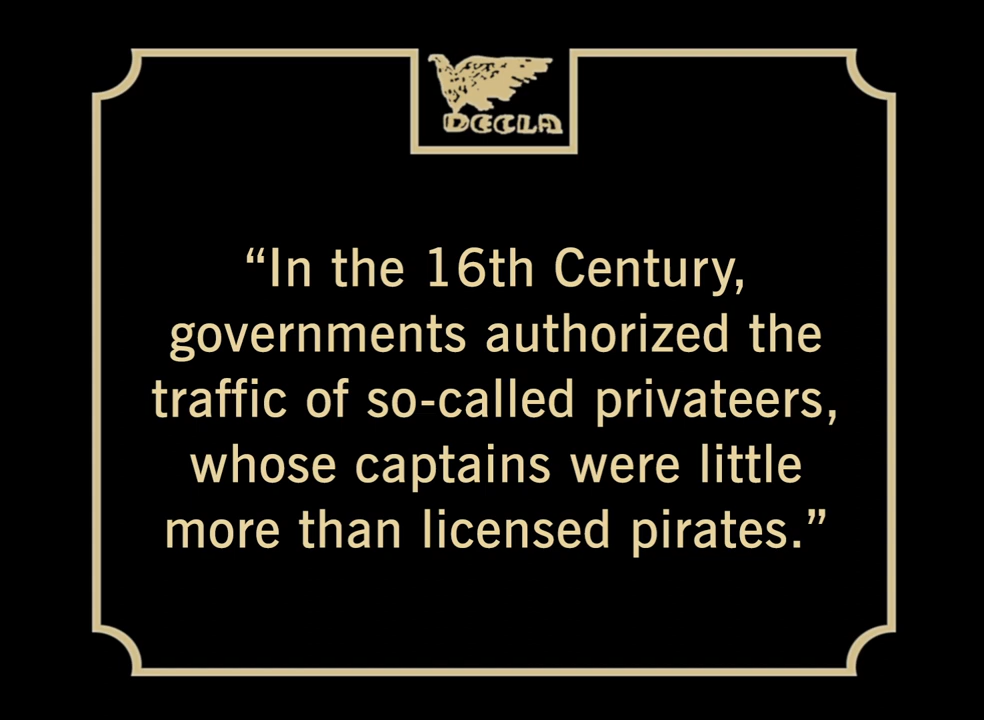 DECLA
“In the 16th Century,
governments authorized the
traffic of so-called privateers,
whose captains were little
more than licensed pirates.”